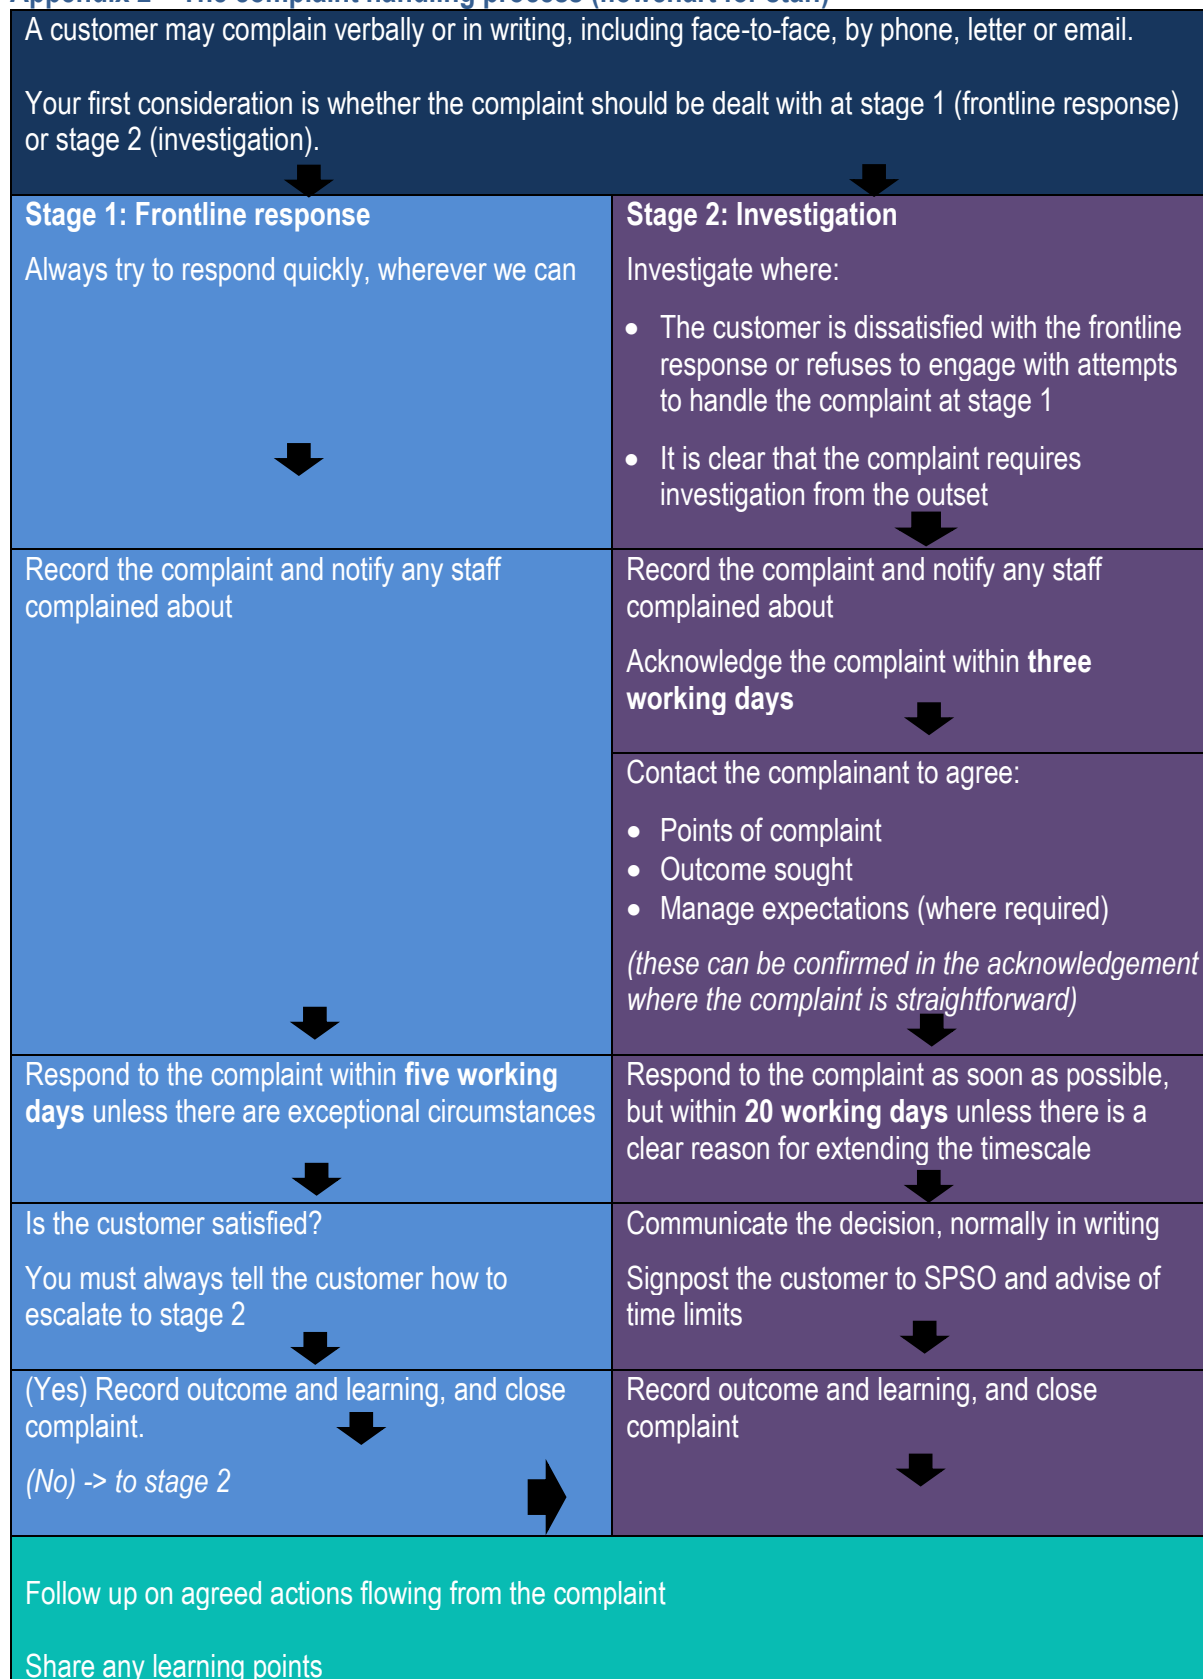 Appendix 2 – The complaint handling process (flowchart for staff)
A customer may complain verbally or in writing, including face-to-face, by phone, letter or email.
Your first consideration is whether the complaint should be dealt with at stage 1 (frontline response)
or stage 2 (investigation).
Stage 1: Frontline response
Always try to respond quickly, wherever we can
Stage 2: Investigation
Investigate where:
• The customer is dissatisfied with the frontline
response or refuses to engage with attempts
to handle the complaint at stage 1
• It is clear that the complaint requires
investigation from the outset
Record the complaint and notify any staff
complained about
Record the complaint and notify any staff
complained about
Acknowledge the complaint within three
working days
Contact the complainant to agree:
• Points of complaint
• Outcome sought
• Manage expectations (where required)
(these can be confirmed in the acknowledgement
where the complaint is straightforward)
Respond to the complaint within five working
days unless there are exceptional circumstances
Respond to the complaint as soon as possible,
but within 20 working days unless there is a
clear reason for extending the timescale
Is the customer satisfied?
You must always tell the customer how to
escalate to stage 2
Communicate the decision, normally in writing
Signpost the customer to SPSO and advise of
time limits
(Yes) Record outcome and learning, and close
complaint.
(No) -> to stage 2
Record outcome and learning, and close
complaint
Follow up on agreed actions flowing from the complaint
Share any learning points